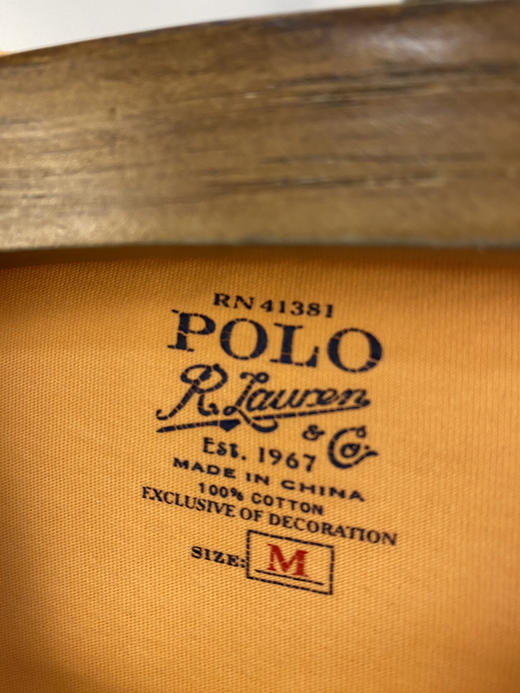 RN 41381
POLO
R. Lauren
& Co.
EST. 1967
MADE IN CHINA
100% COTTON
EXCLUSIVE OF DECORATION
SIZE: M